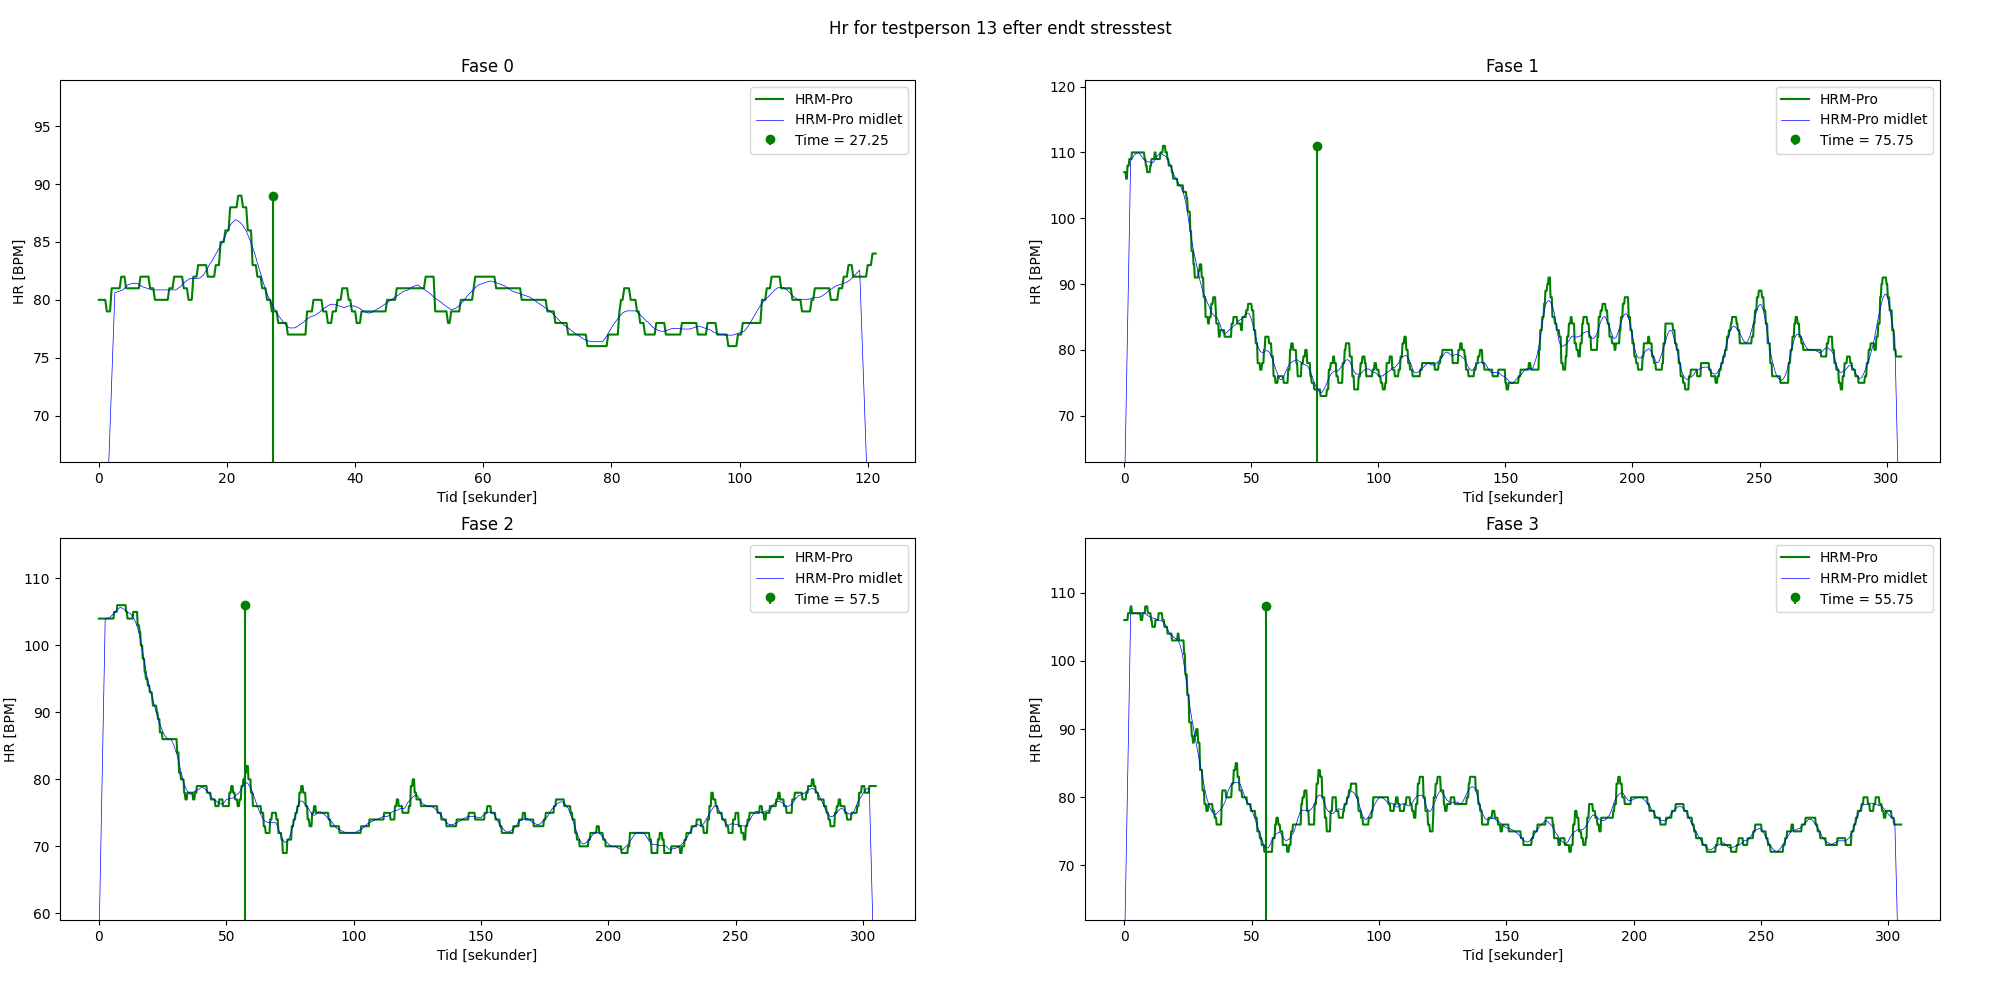 Hr for testperson 13 efter endt stresstest
Fase 0
HR [BPM]
95
90
85
80
75
70
0 20 40 60 80 100 120
Tid [sekunder]
HRM-Pro
HRM-Pro midlet
Time = 27.25
Fase 1
HR [BPM]
120
110
100
90
80
70
0 50 100 150 200 250 300
Tid [sekunder]
HRM-Pro
HRM-Pro midlet
Time = 75.75
Fase 2
HR [BPM]
110
100
90
80
70
60
0 50 100 150 200 250 300
Tid [sekunder]
HRM-Pro
HRM-Pro midlet
Time = 57.5
Fase 3
HR [BPM]
110
100
90
80
70
0 50 100 150 200 250 300
Tid [sekunder]
HRM-Pro
HRM-Pro midlet
Time = 55.75